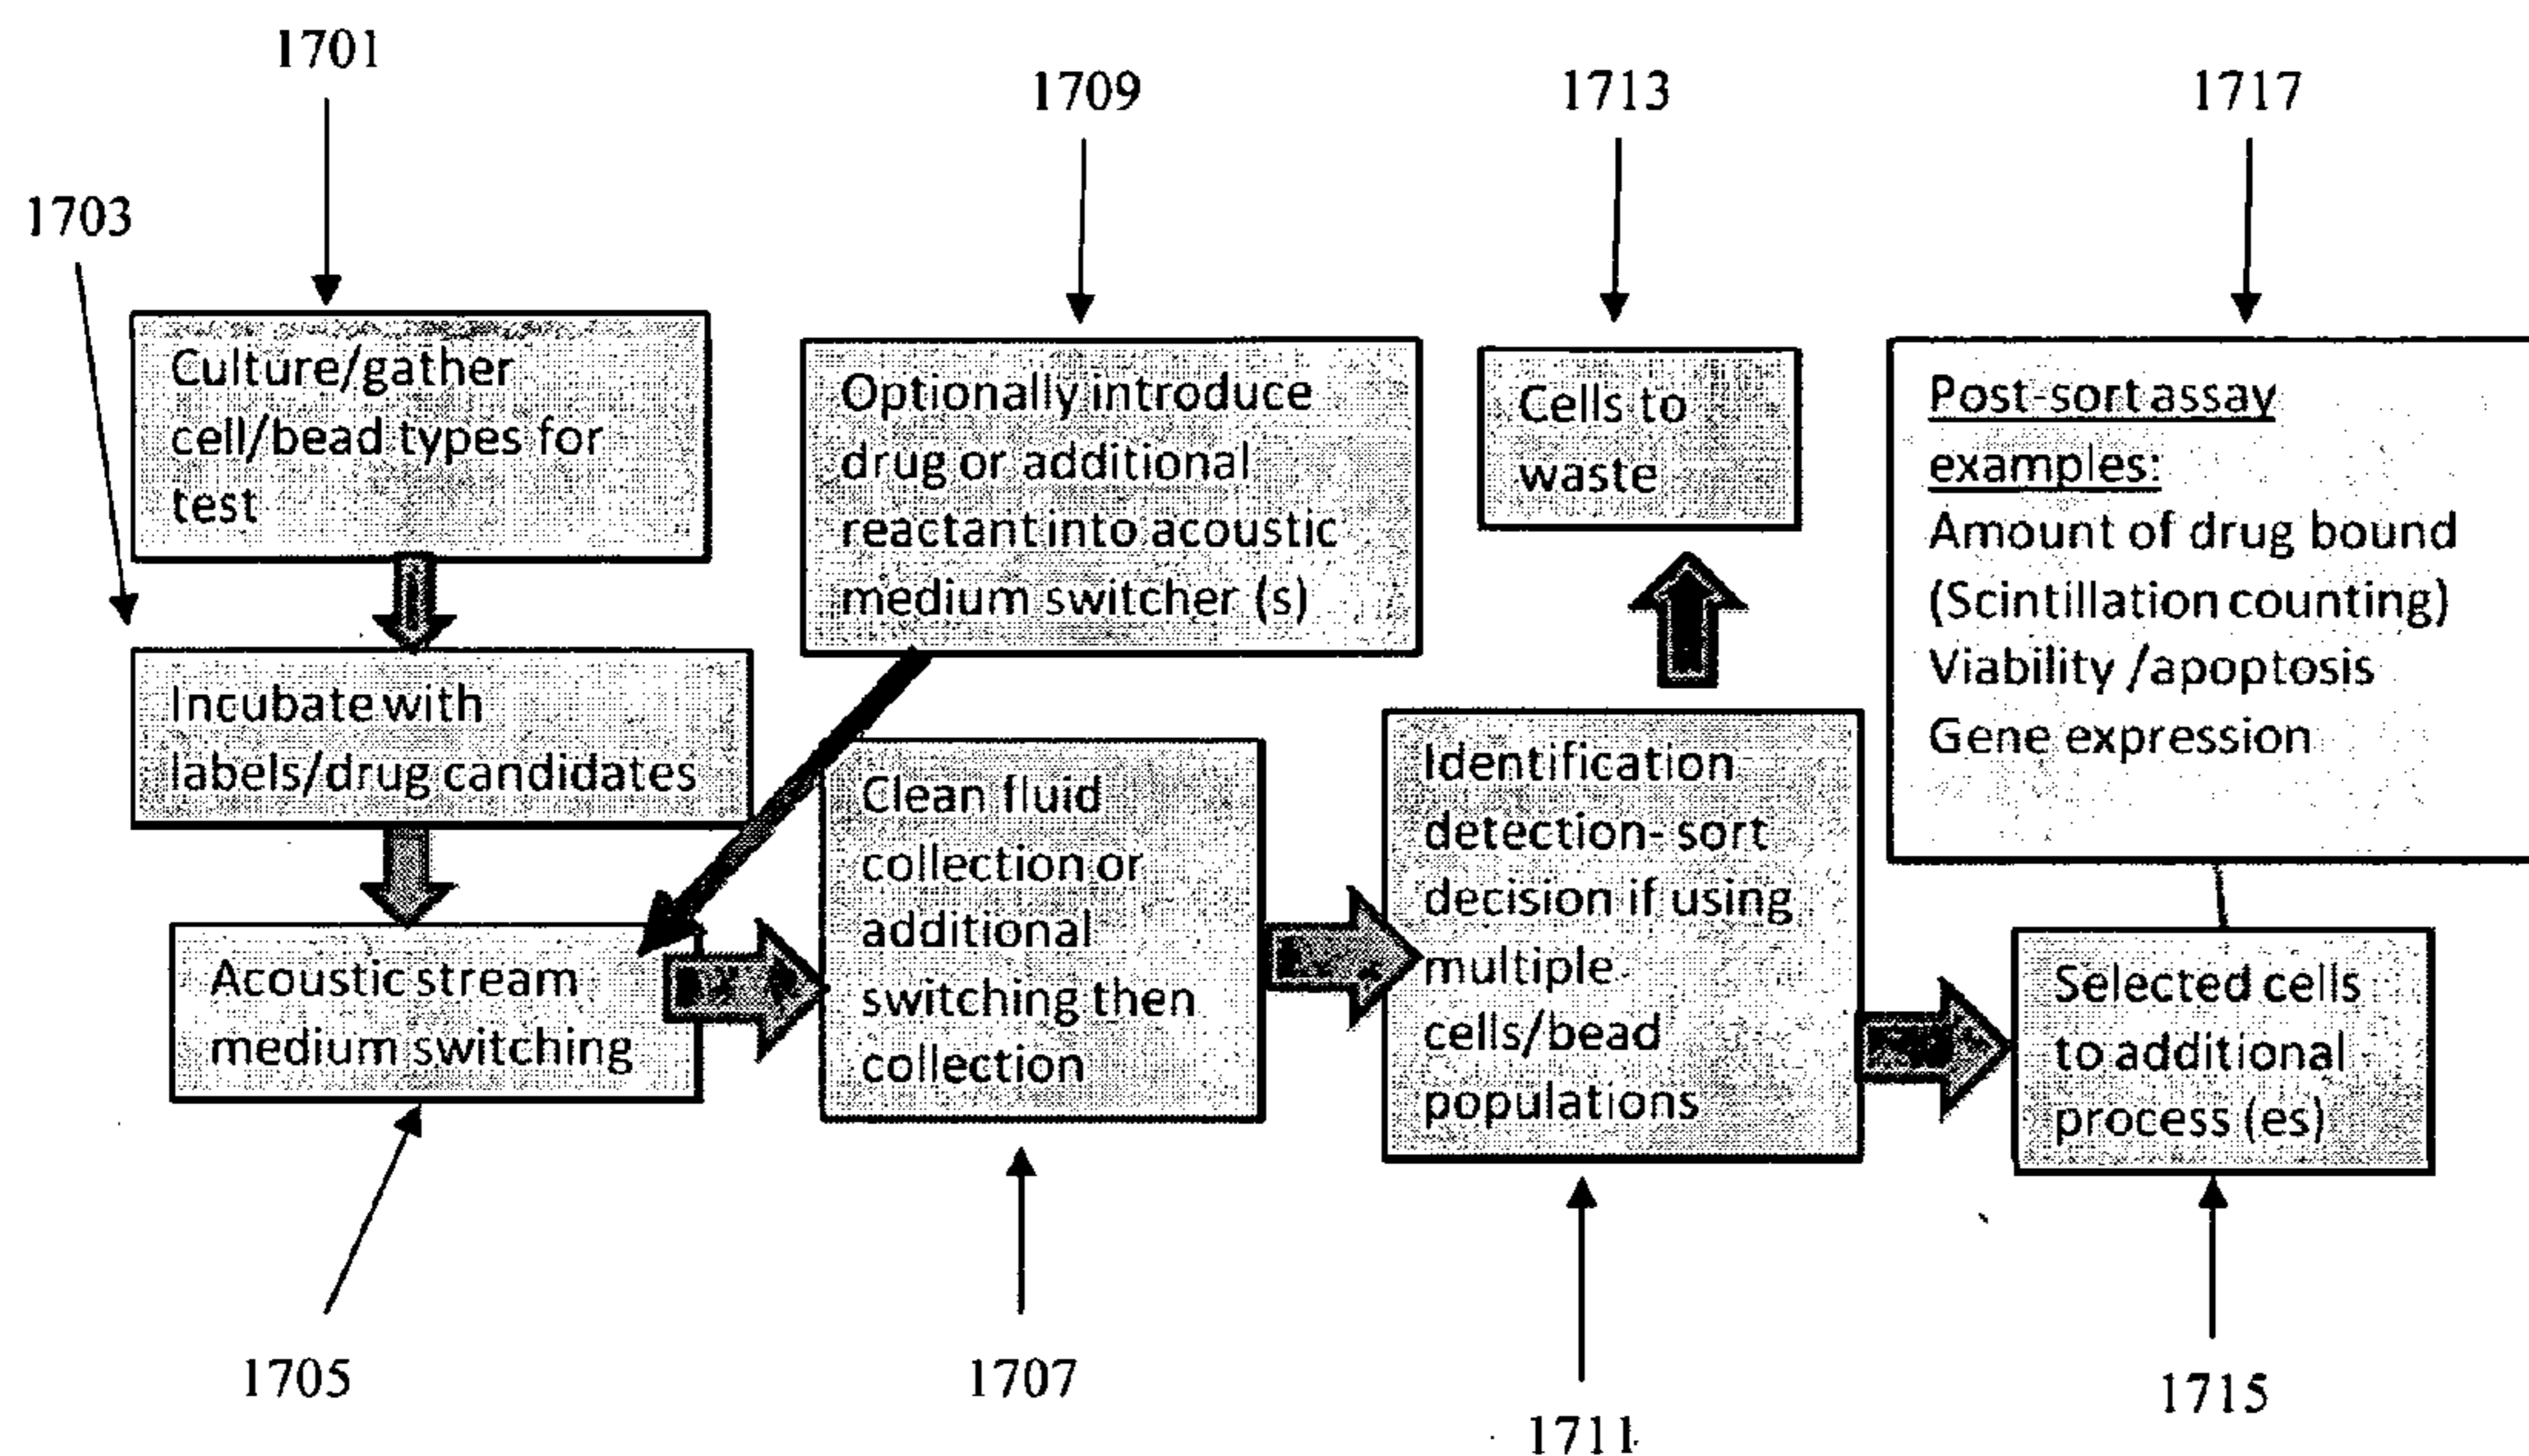 1701
1709
1713
1717
1703
Culture/gather
cell/bead types for
test
Optionally introduce
drug or additional
reactant into acoustic
medium switcher (s)
Cells to
waste
Post-sort assay
examples:
Amount of drug bound
(Scintillation counting)
Viability /apoptosis
Gene expression
Incubate with
labels/drug candidates
Acoustic stream
medium switching
Clean fluid
collection or
additional
switching then
collection
Identification
detection- sort
decision if using
multiple
cells/bead
populations
Selected cells
to additional
process (es)
1705
1707
1711
1715